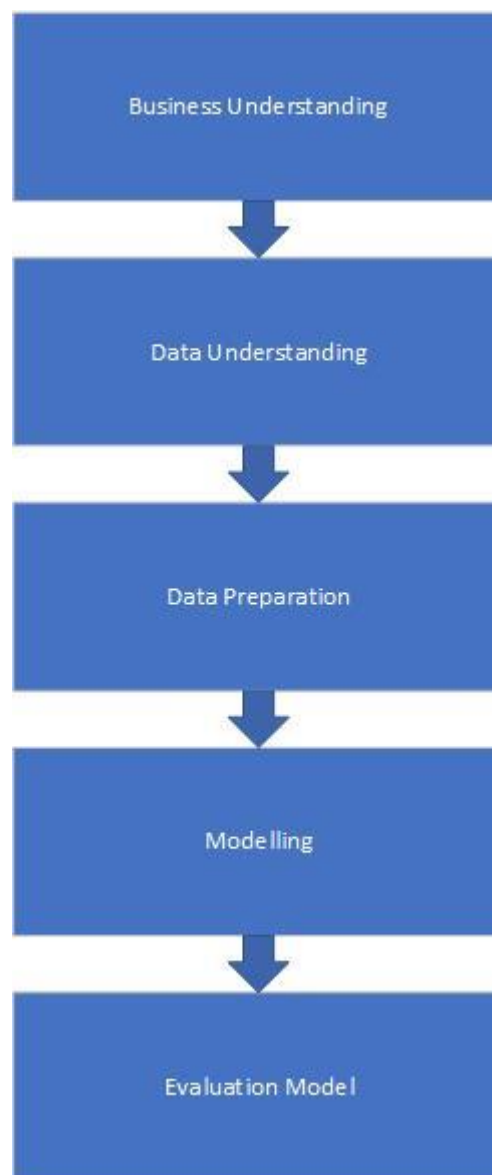 Business Understanding
Data Understanding
Data Preparation
Modelling
Evaluation Model